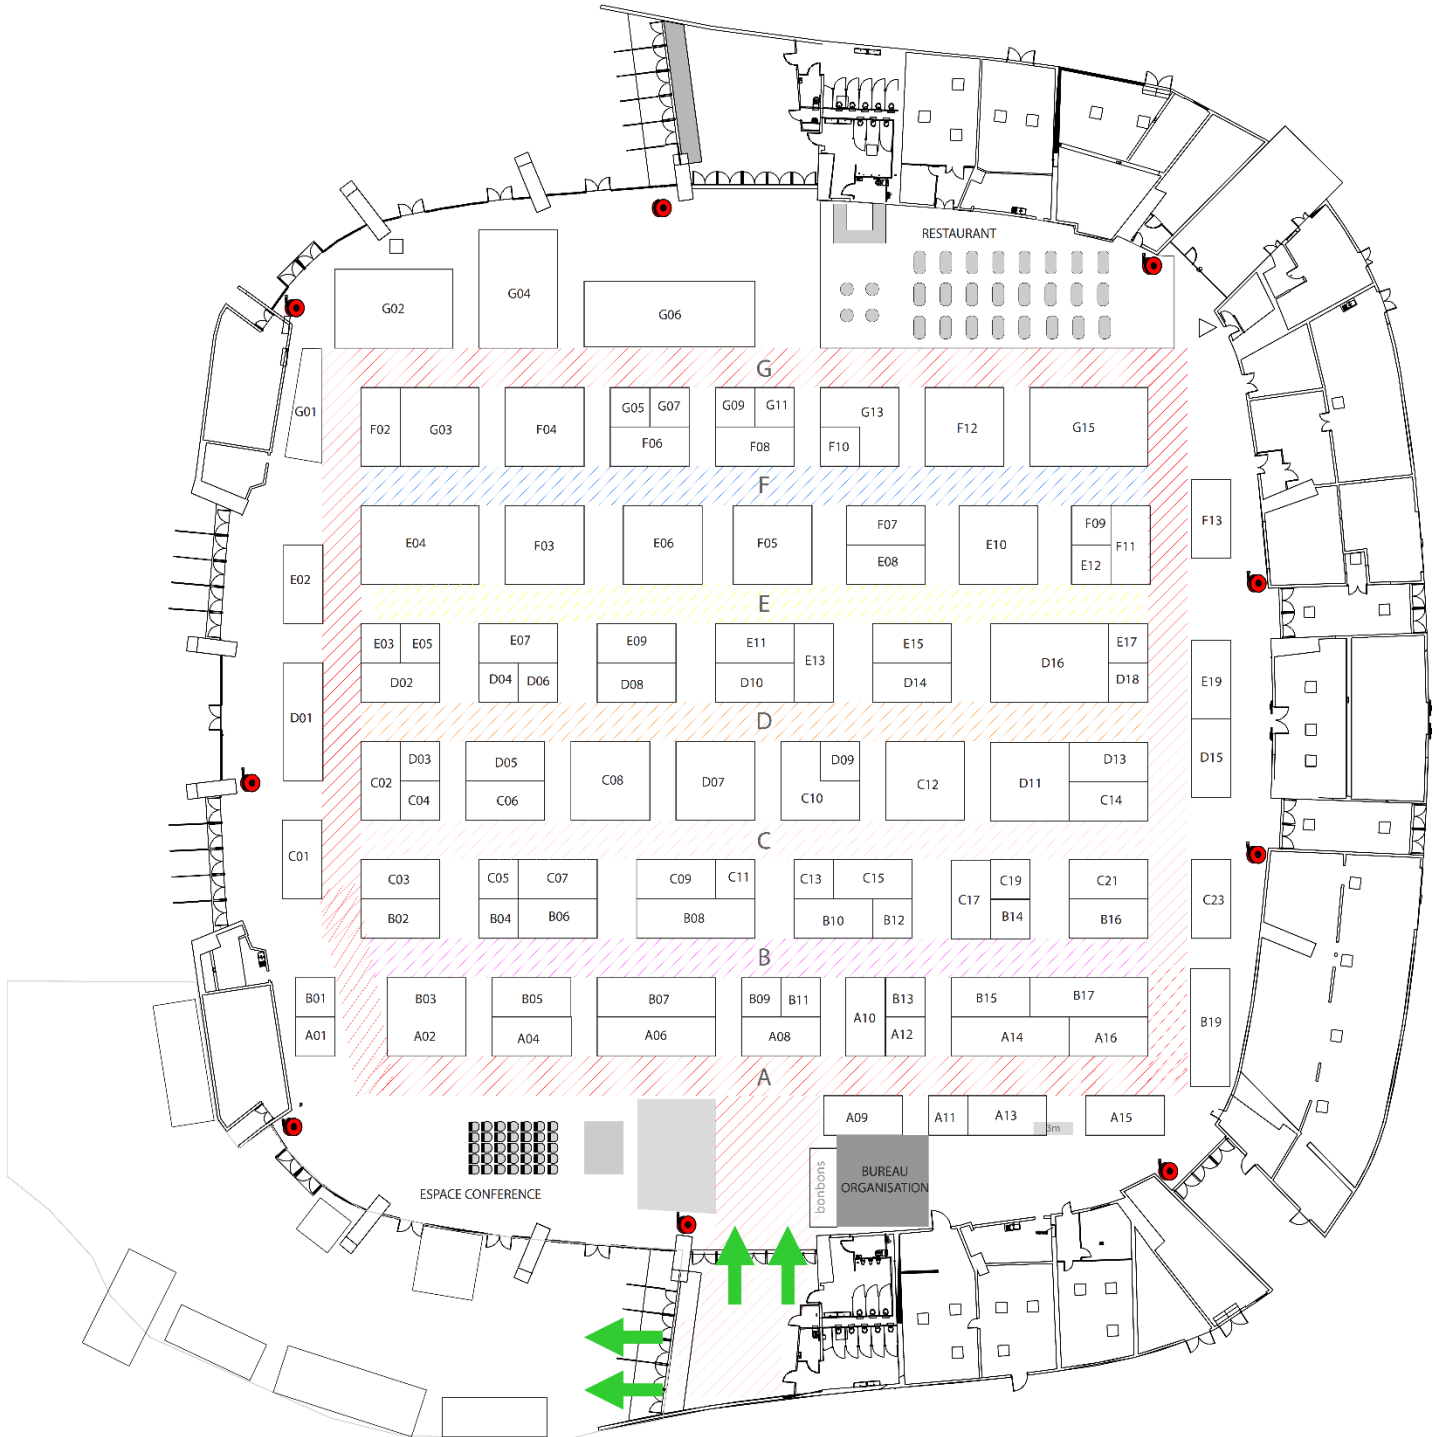 RESTAURANT
G02
G04
G06
G
G01
F02
G03
F04
G05
G07
F06
G09
G11
F08
G13
F10
F12
G15
F
E04
F03
E06
F05
F07
E08
E10
F09
E12
F11
F13
E02
E
E03
E05
D02
E07
D04
D06
E09
D08
E11
D10
E13
E15
D14
D16
E17
D18
E19
D15
D01
D
C02
D03
C04
D05
C06
C08
D07
D09
C10
C12
D11
D13
C14
C01
C
C03
B02
C05
C07
B04
B06
C09
C11
B08
C13
C15
B10
B12
C17
C19
B14
C21
B16
C23
B
B01
A01
B03
A02
B05
A04
B07
A06
B09
B11
A08
A10
B13
A12
B15
B17
A14
A16
B19
A
A09
A11
A13
3m
A15
bonbons
BUREAU
ORGANISATION
ESPACE CONFERENCE